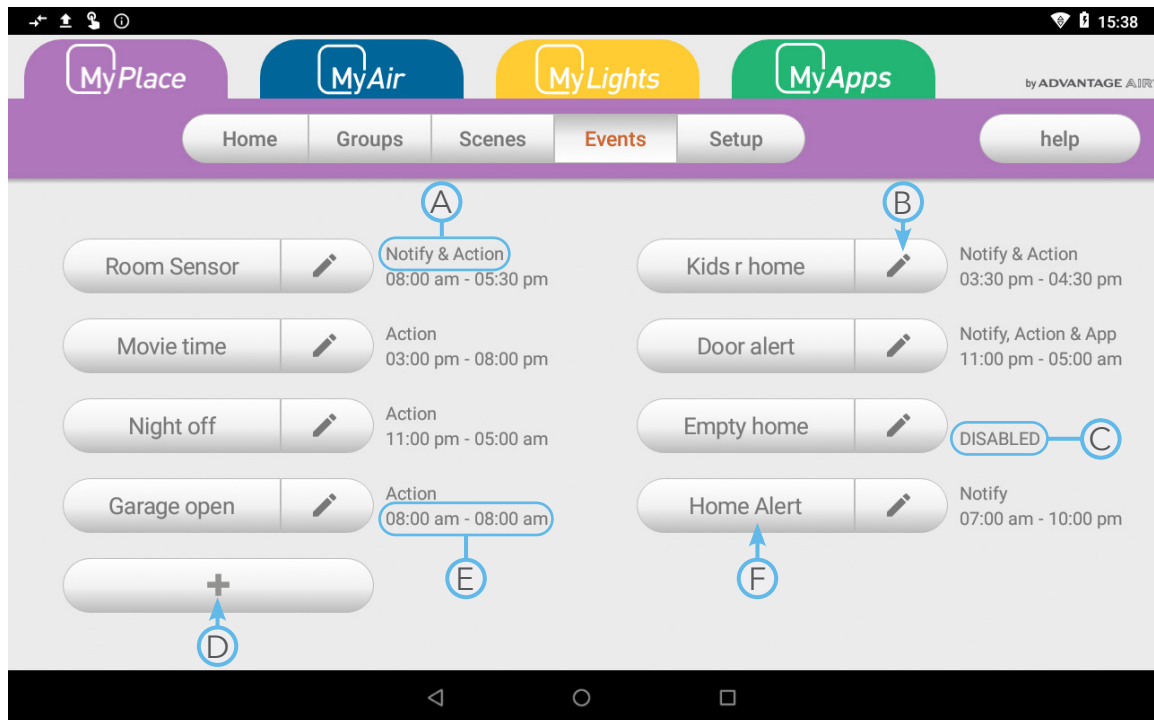 15:38
MyPlace MyAir MyLights MyApps by ADVANTAGE AIR
Home Groups Scenes Events Setup help
A
B
Room Sensor
Notify & Action
08:00 am - 05:30 pm
Kids r home
Notify & Action
03:30 pm - 04:30 pm
Movie time
Action
03:00 pm - 08:00 pm
Door alert
Notify, Action & App
11:00 pm - 05:00 am
Night off
Action
11:00 pm - 05:00 am
Empty home
DISABLED
C
Garage open
Action
08:00 am - 08:00 am
Home Alert
Notify
07:00 am - 10:00 pm
+
E
F
D